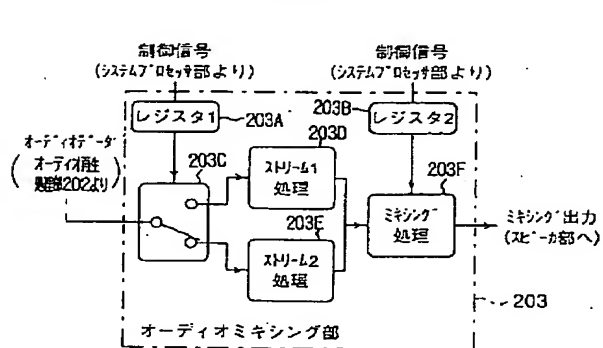 制御信号
(システムプロセッサ部より)
制御信号
(システムプロセッサ部より)
レジスタ1
203A
203B
レジスタ2
オーディオデータ
(オーディオ再生
処理部202より)
203C
203D
ストリーム1
処理
203E
ストリーム2
処理
203F
ミキシング
処理
ミキシング出力
(スピーカ部へ)
203
オーディオミキシング部